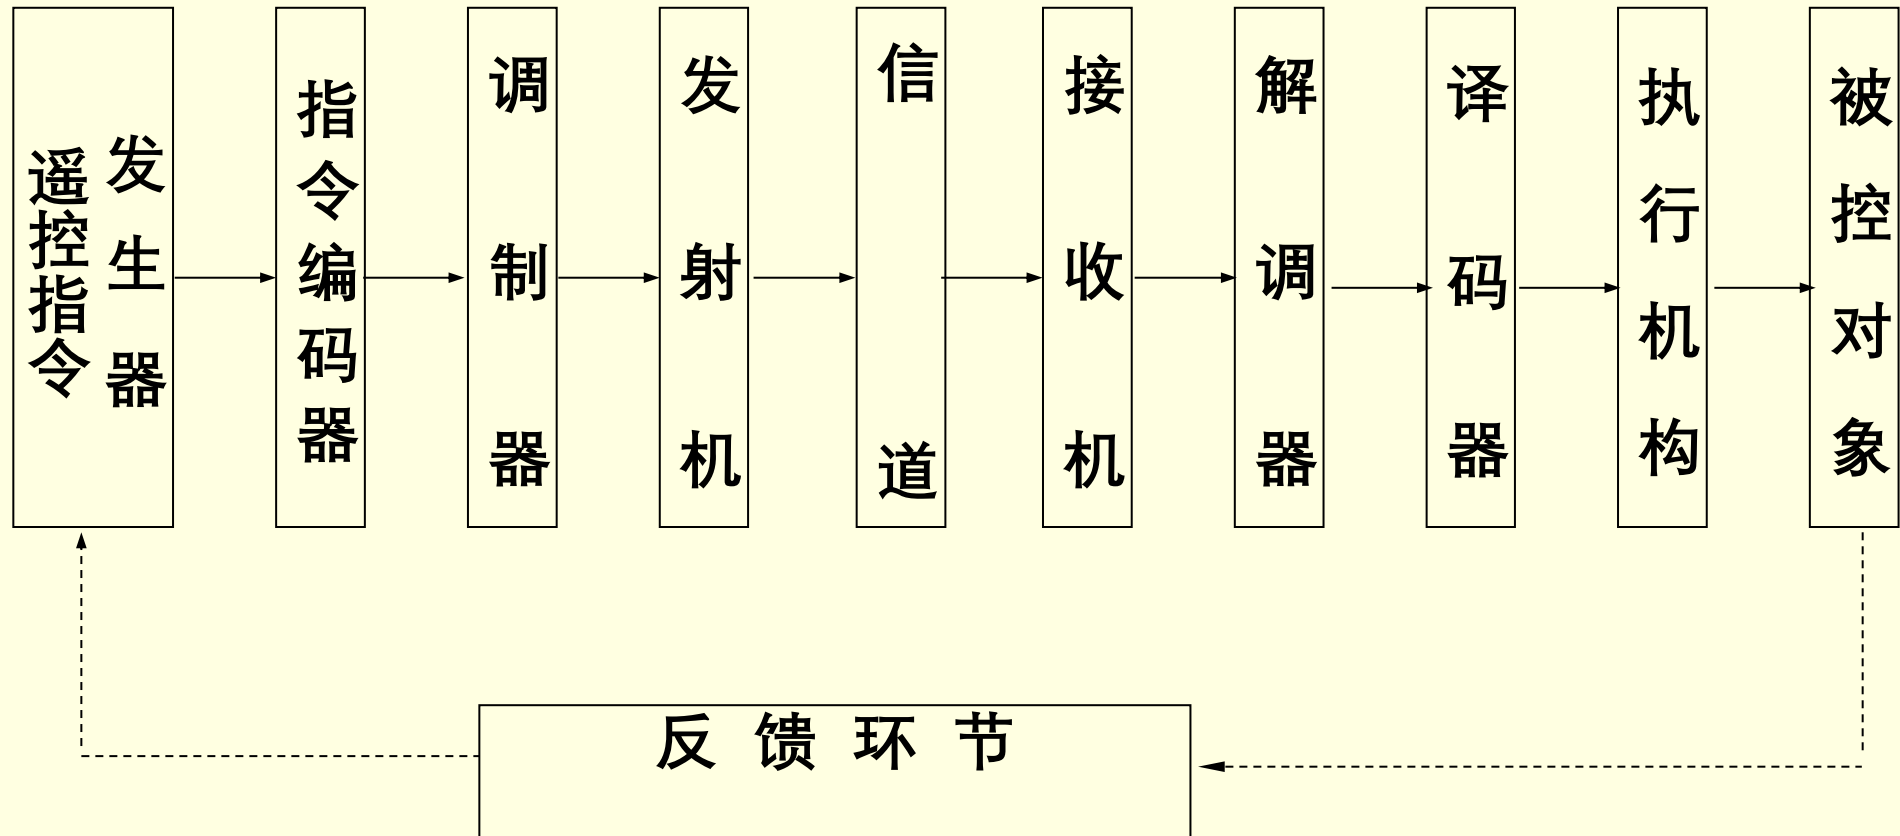 遥控指令
发生器
指令编码器
调制器
发射机
信道
接收机
解调器
译码器
执行机构
被控对象
反馈环节